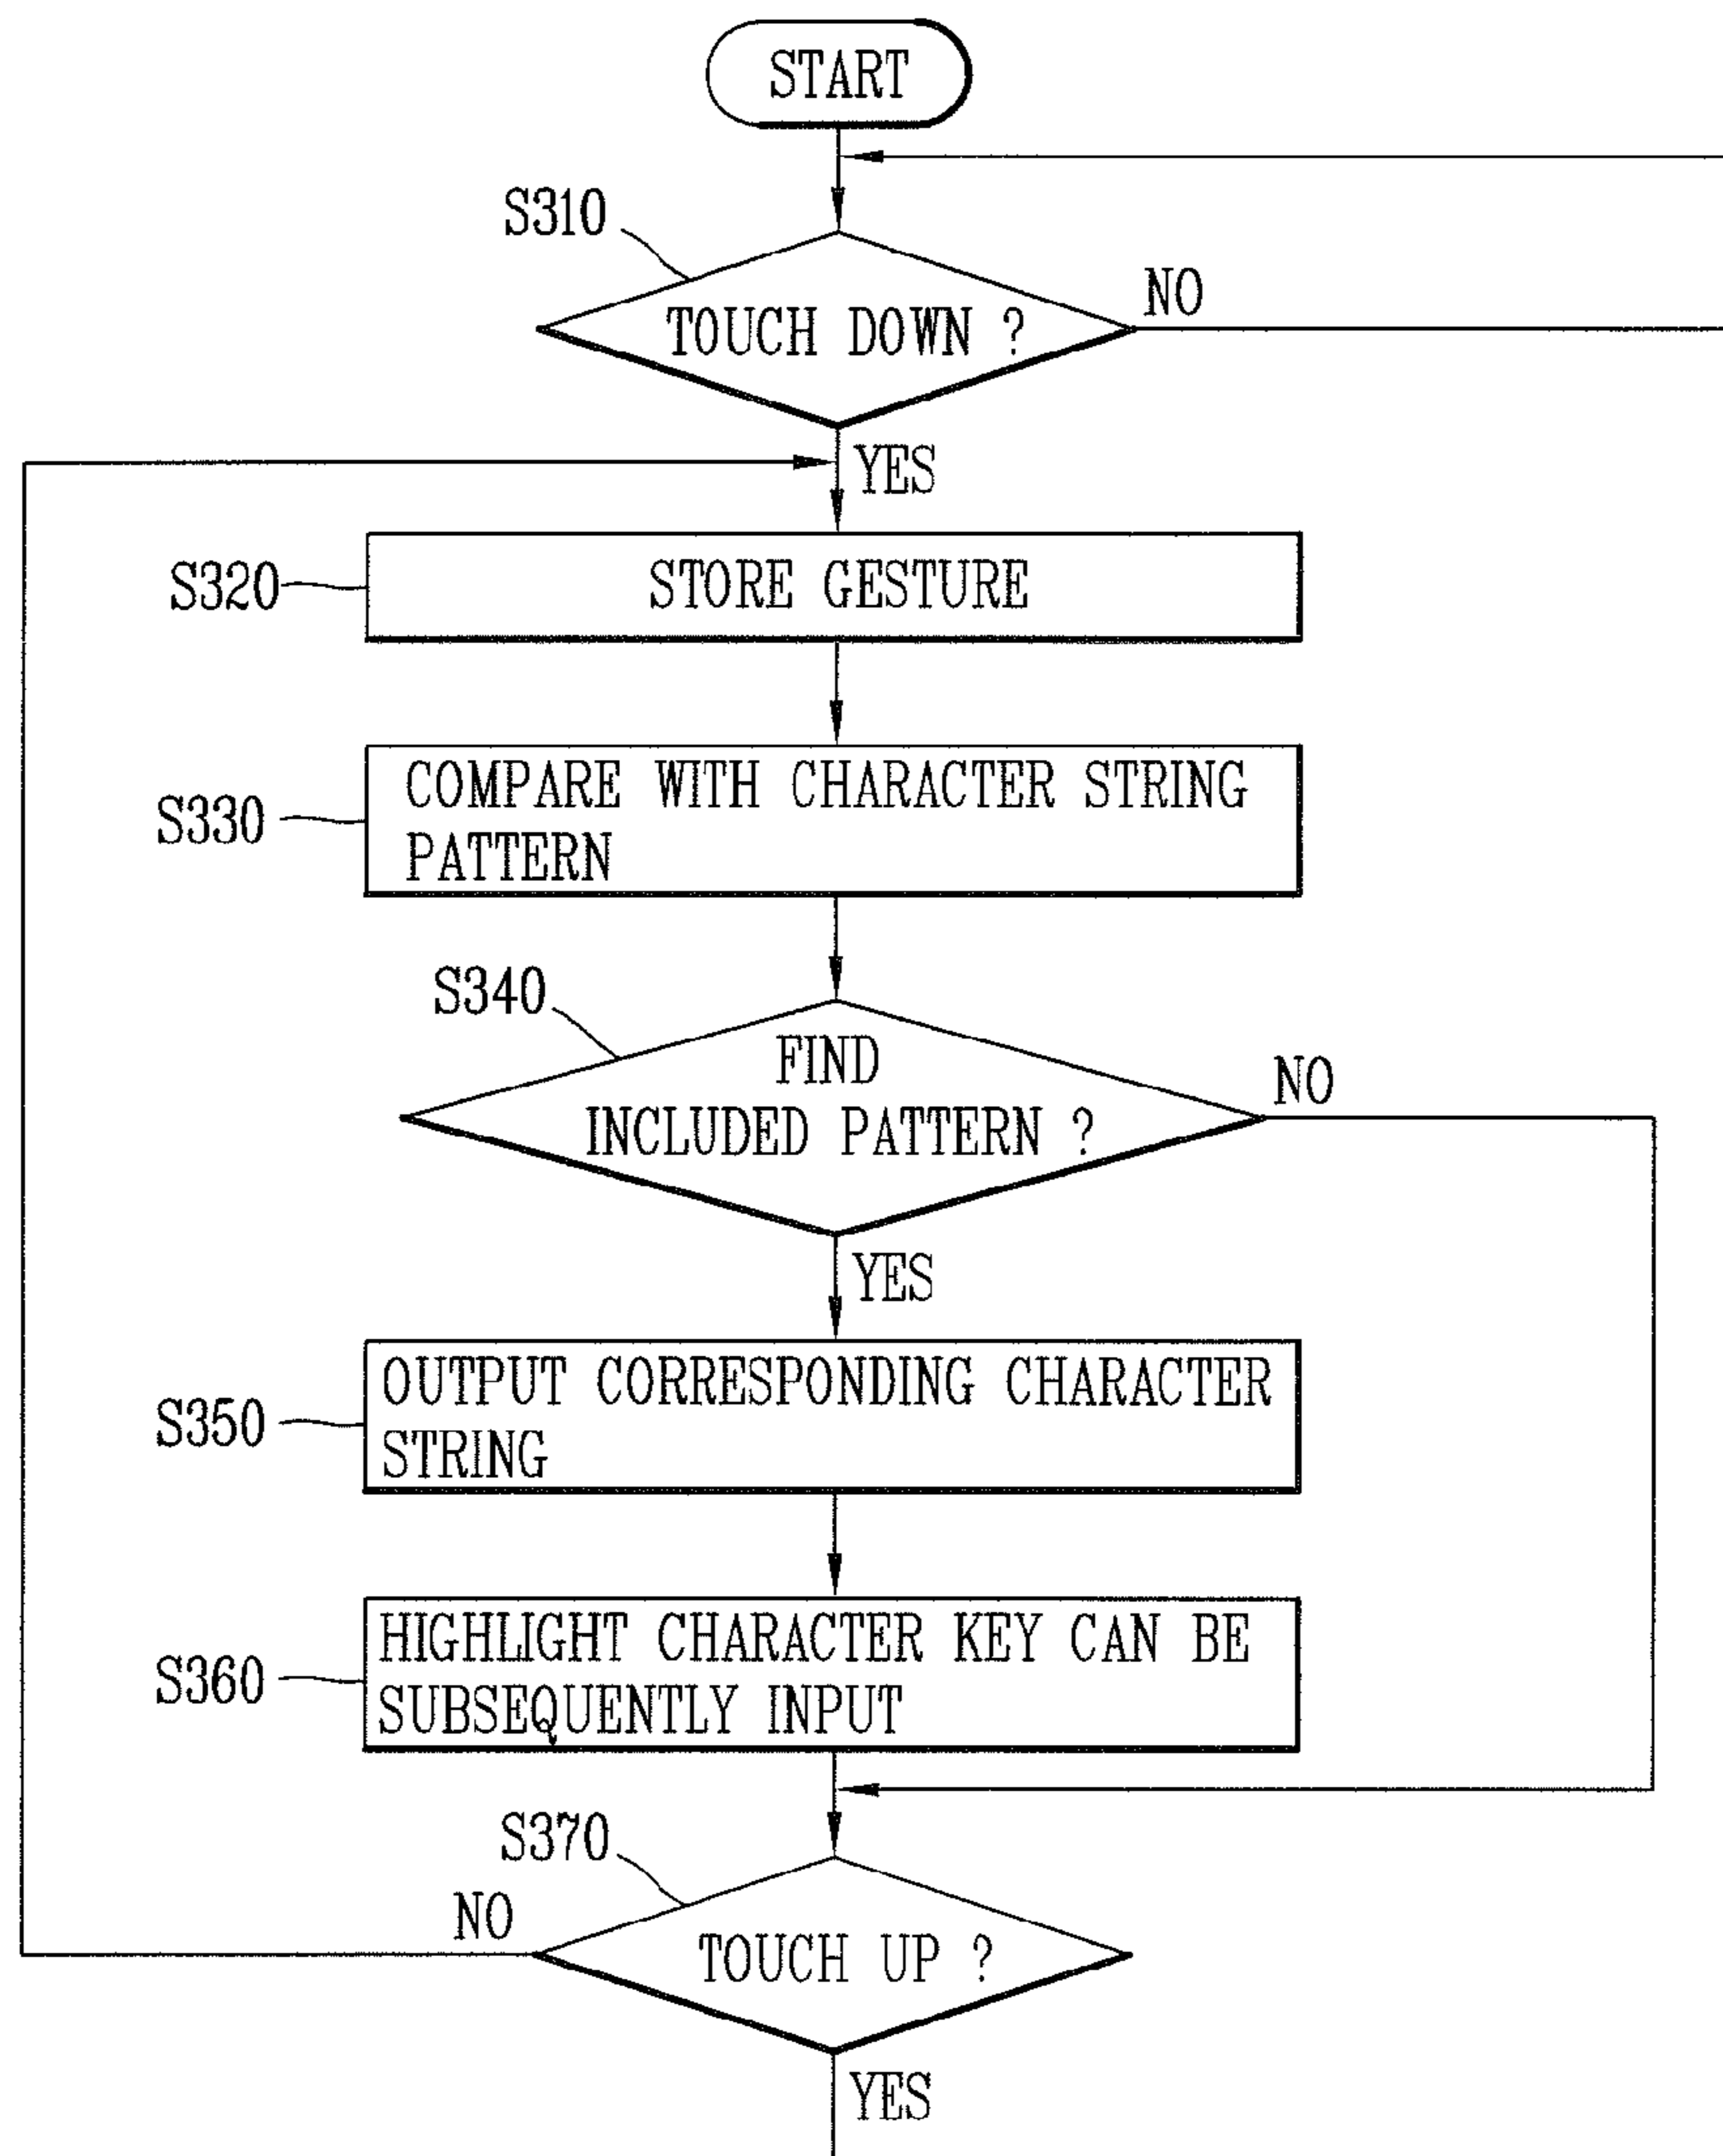 START
S310
TOUCH DOWN ?
NO
YES
S320
STORE GESTURE
S330
COMPARE WITH CHARACTER STRING
PATTERN
S340
FIND
INCLUDED PATTERN ?
NO
YES
S350
OUTPUT CORRESPONDING CHARACTER
STRING
S360
HIGHLIGHT CHARACTER KEY CAN BE
SUBSEQUENTLY INPUT
S370
NO
TOUCH UP ?
YES